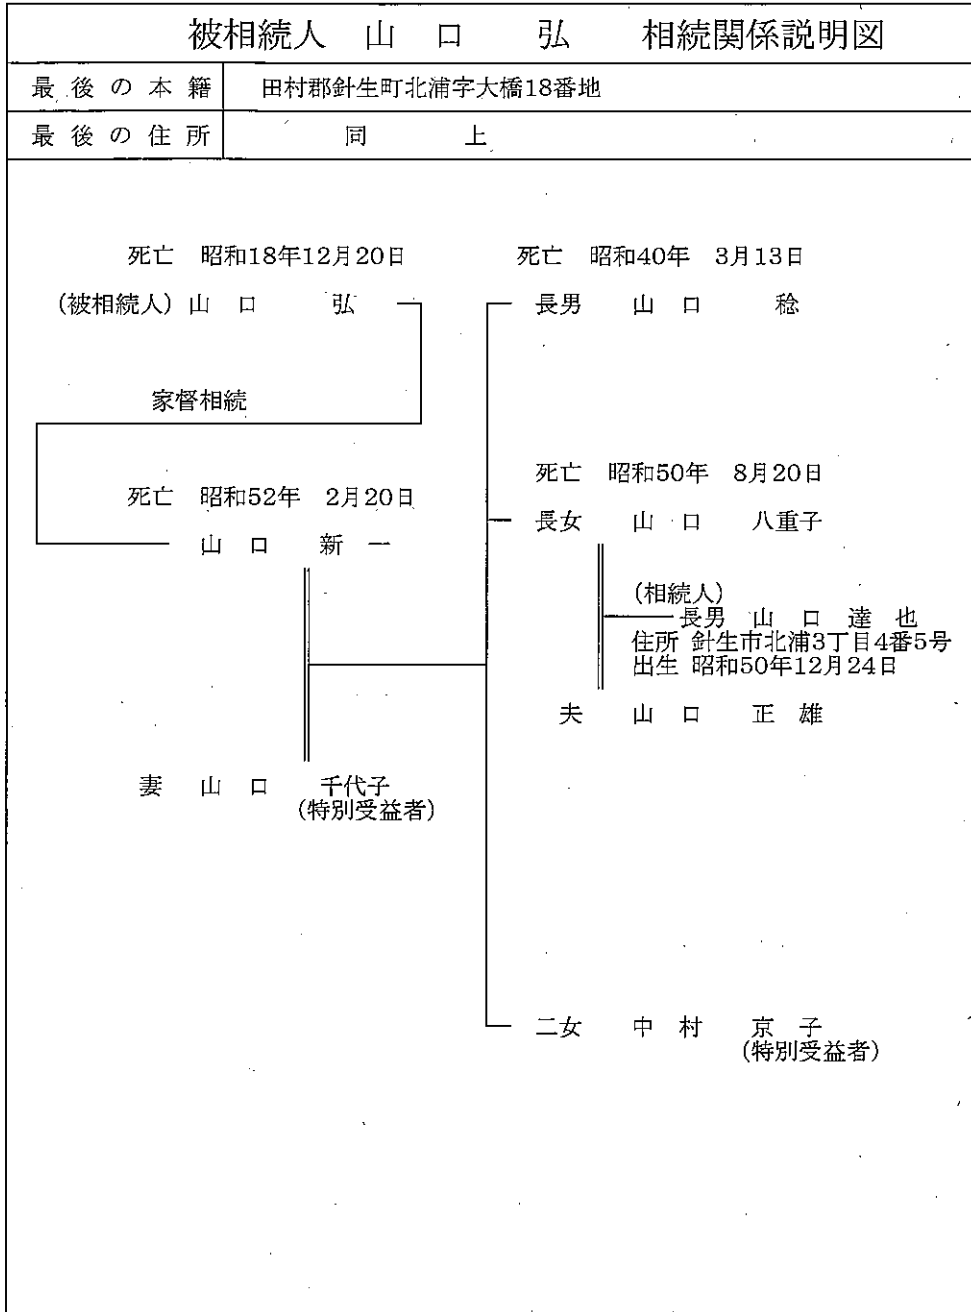 被相続人 山口 弘 相続関係説明図
最後の本籍 田村郡針生町北浦字大橋18番地
最後の住所 同 上
死亡 昭和18年12月20日
(被相続人) 山口 弘
家督相続
死亡 昭和52年 2月20日
山口 新一
妻 山口 千代子
(特別受益者)
死亡 昭和40年 3月13日
長男 山口 稔
死亡 昭和50年 8月20日
長女 山口 八重子
(相続人)
長男 山口 達也
住所 針生市北浦3丁目4番5号
出生 昭和50年12月24日
夫 山口 正雄
二女 中村 京子
(特別受益者)